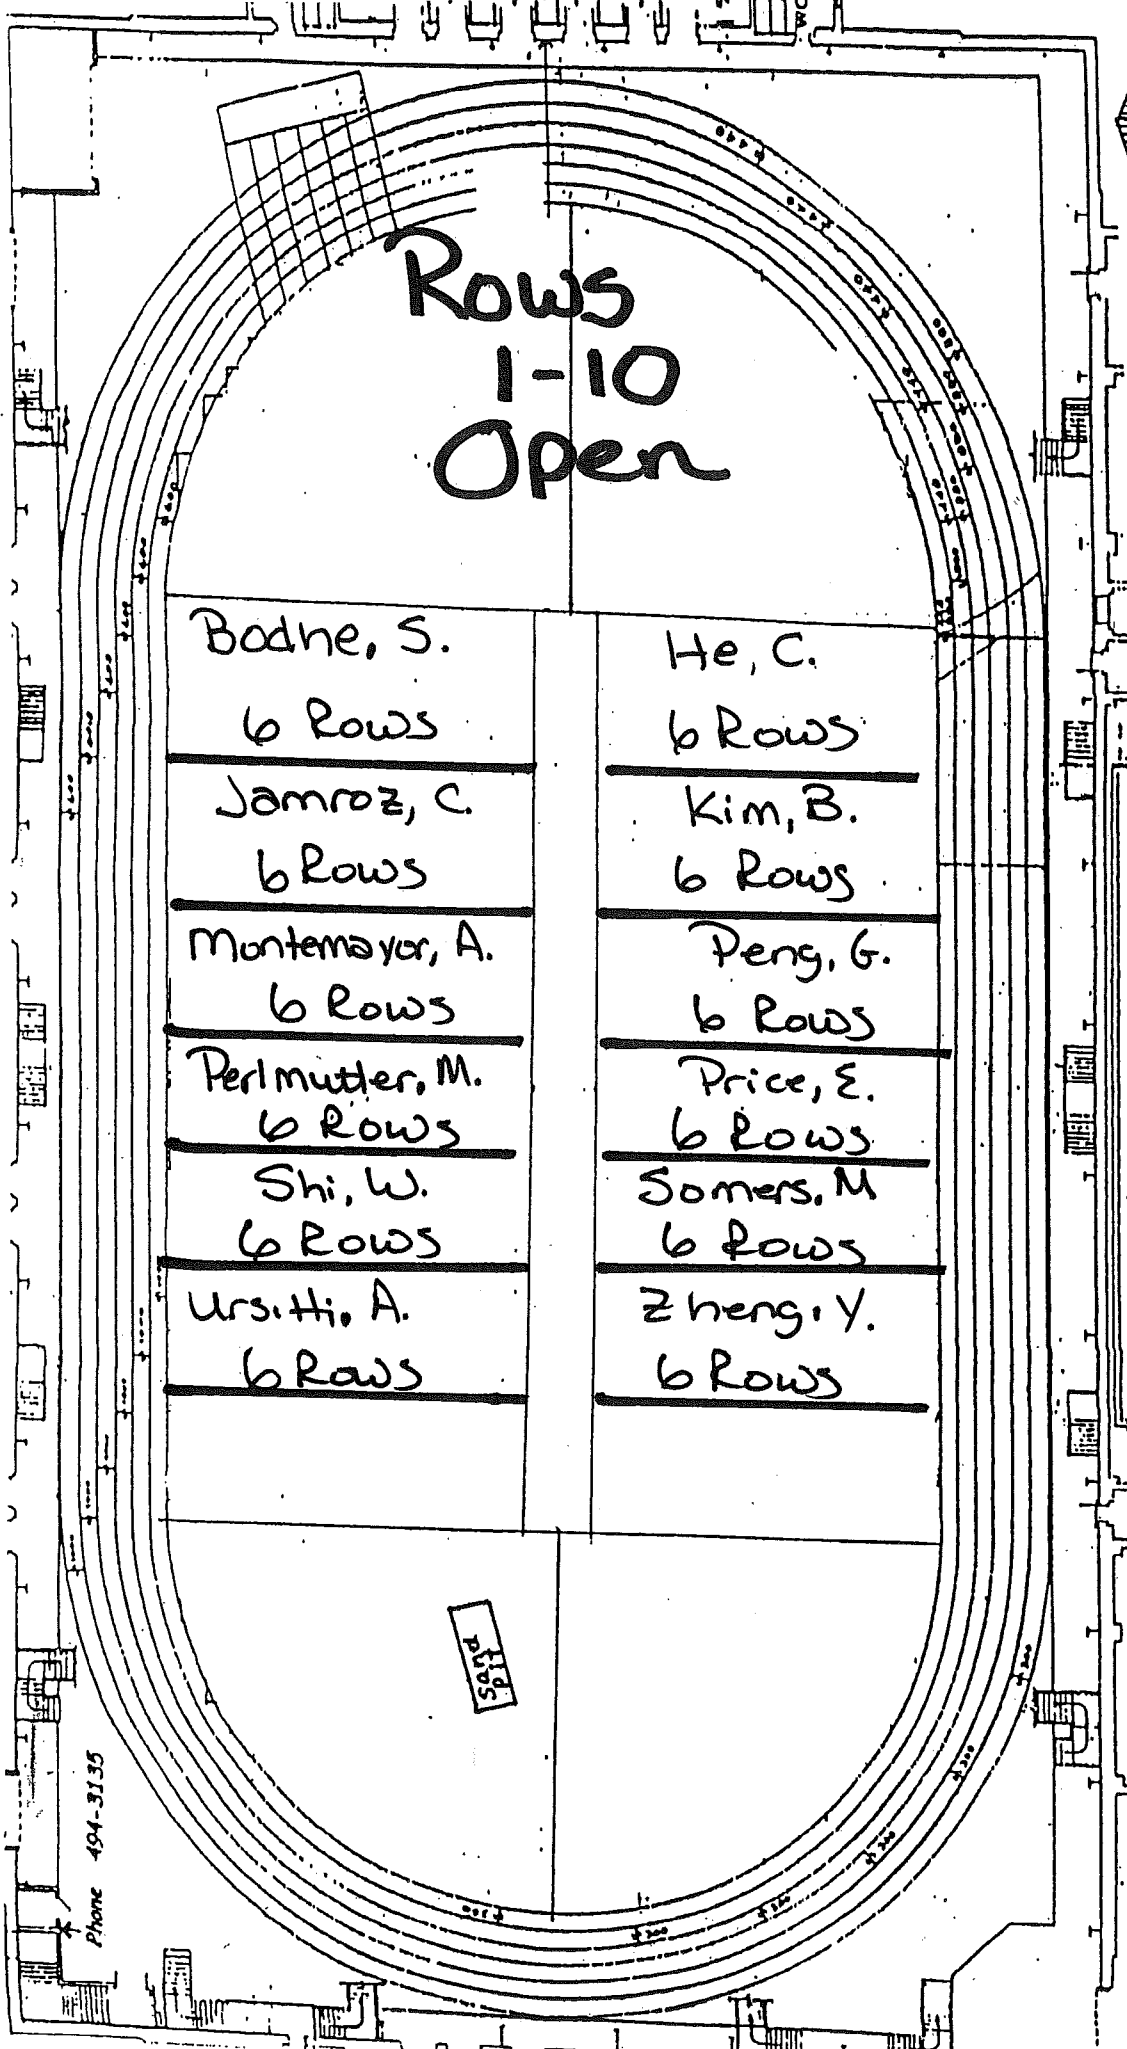 Rows
1-10
Open
Bodhe, S.
6 Rows
He, C.
6 Rows
Jamroz, C.
6 Rows
Kim, B.
6 Rows
Montemayor, A.
6 Rows
Peng, G.
6 Rows
Perlmutter, M.
6 Rows
Price, E.
6 Rows
Shi, W.
6 Rows
Somers, M
6 Rows
Ursitti, A.
6 Rows
Zheng, Y.
6 Rows
Sand
Pit
Phone 494-3135